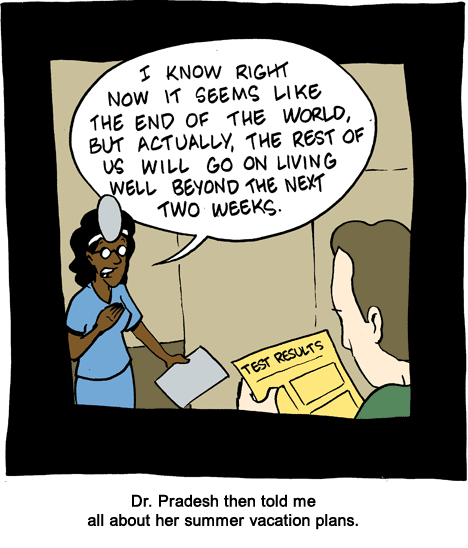 I KNOW RIGHT
NOW IT SEEMS LIKE
THE END OF THE WORLD,
BUT ACTUALLY, THE REST OF
US WILL GO ON LIVING
WELL BEYOND THE NEXT
TWO WEEKS.
TEST RESULTS
Dr. Pradesh then told me
all about her summer vacation plans.